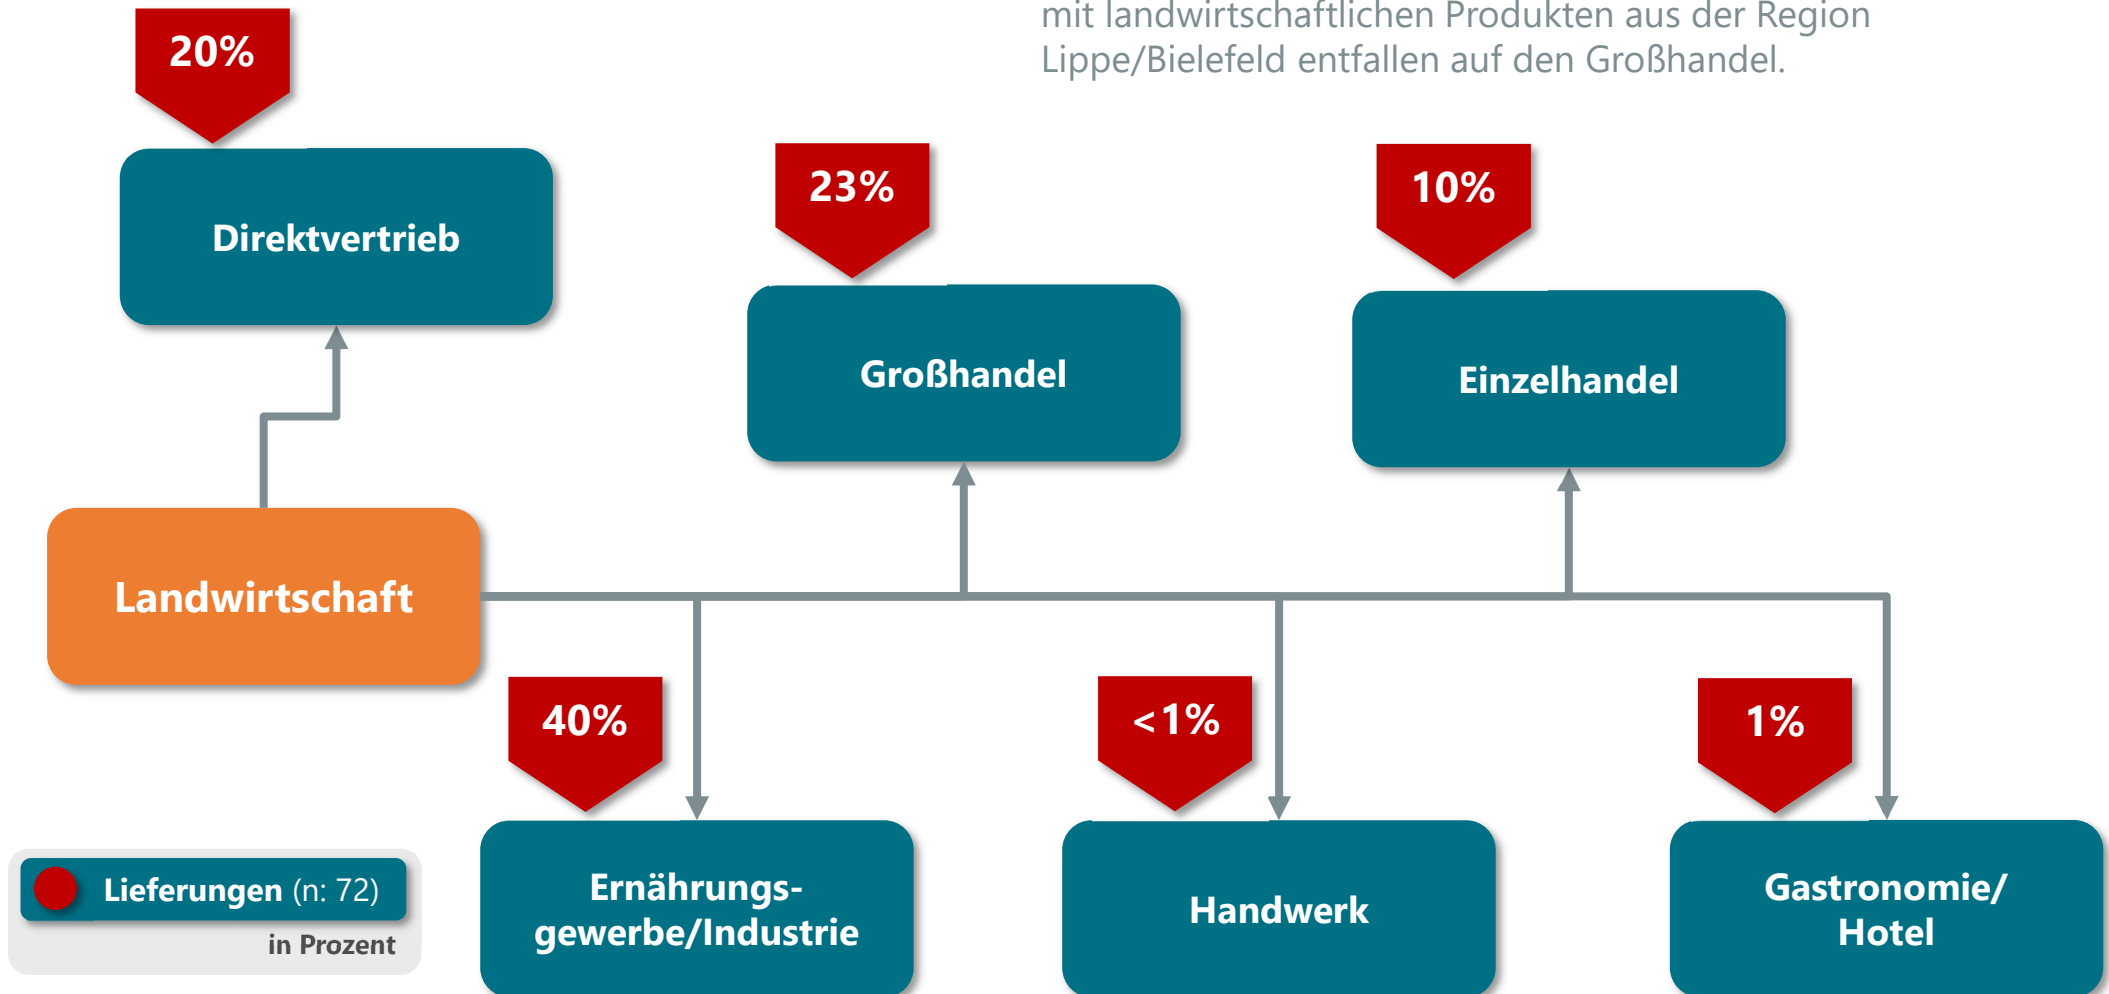 mit landwirtschaftlichen Produkten aus der Region
Lippe/Bielefeld entfallen auf den Großhandel.
20%
Direktvertrieb
23%
Großhandel
10%
Einzelhandel
Landwirtschaft
40%
Ernährungs-
gewerbe/Industrie
<1%
Handwerk
1%
Gastronomie/
Hotel
Lieferungen (n: 72)
in Prozent